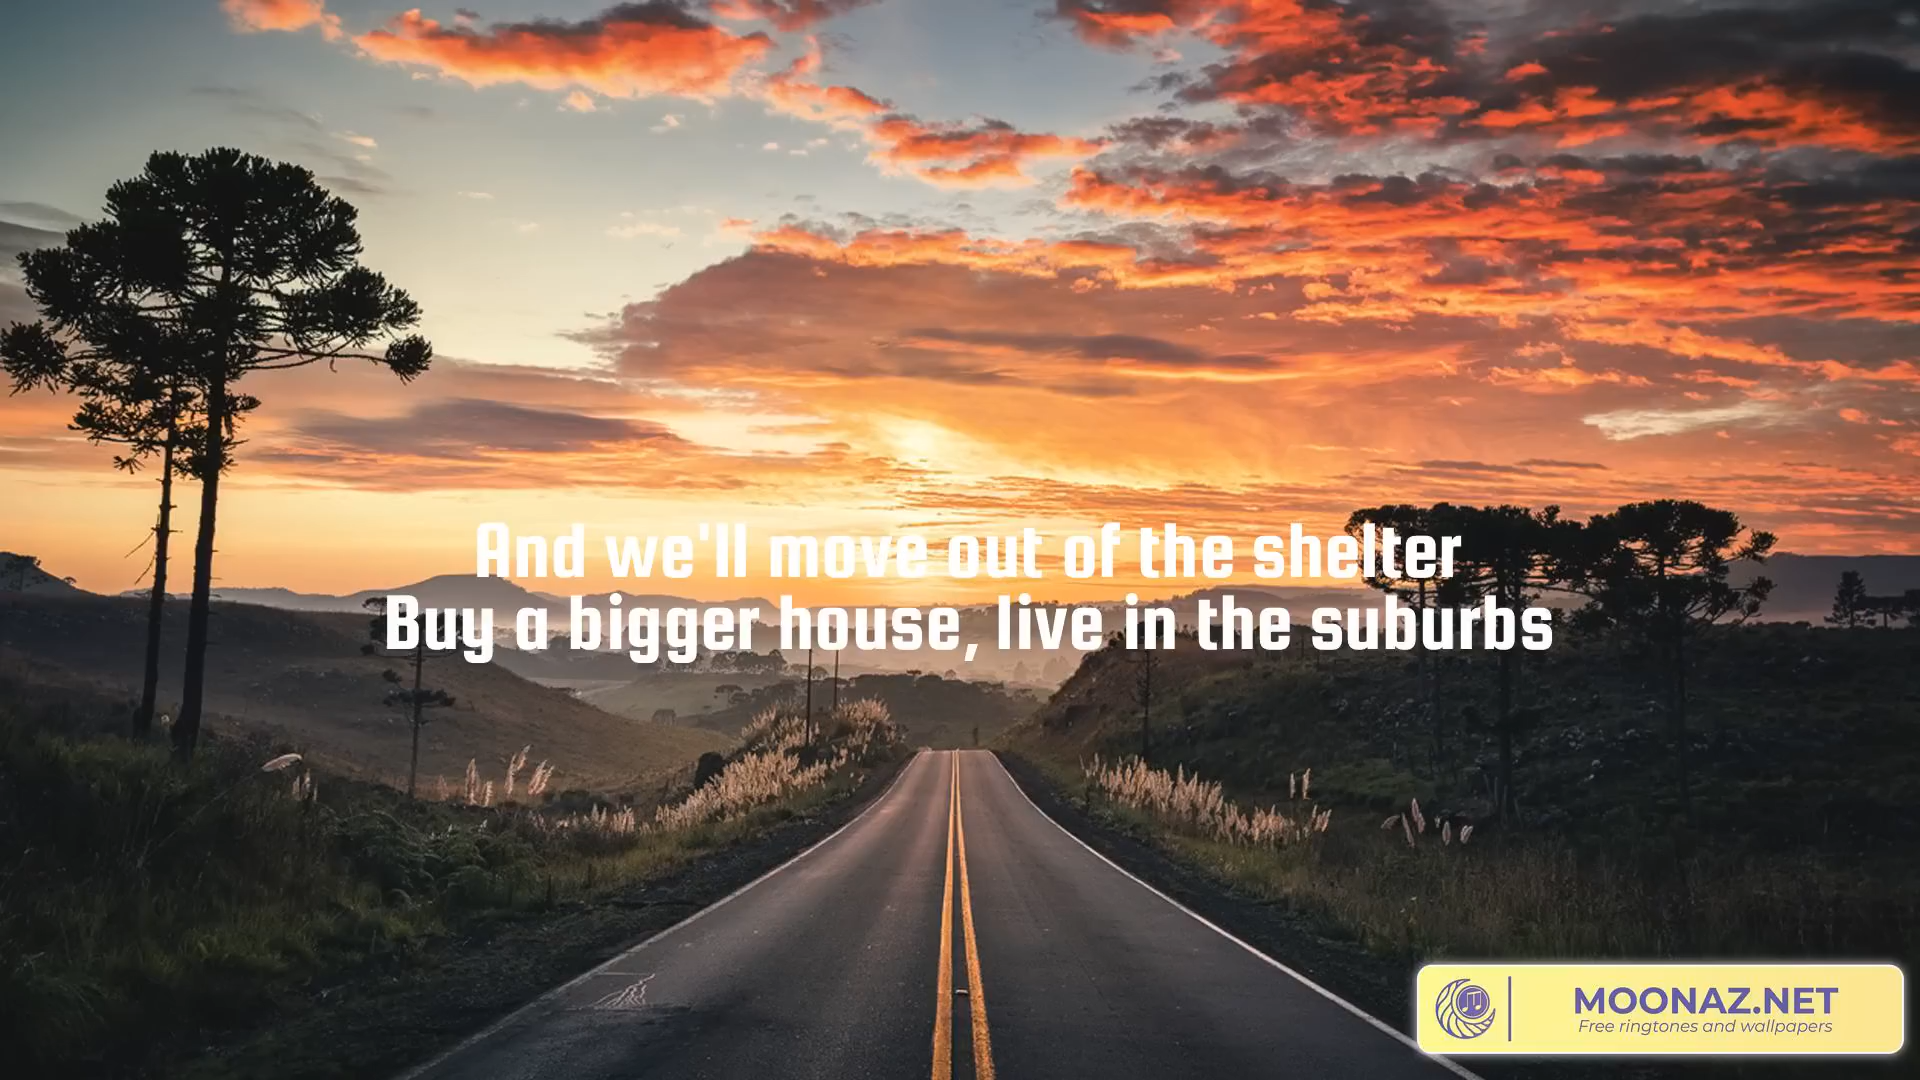 And we'll move out of the shelter
Buy a bigger house, live in the suburbs
MOONAZ.NET
Free ringtones and wallpapers